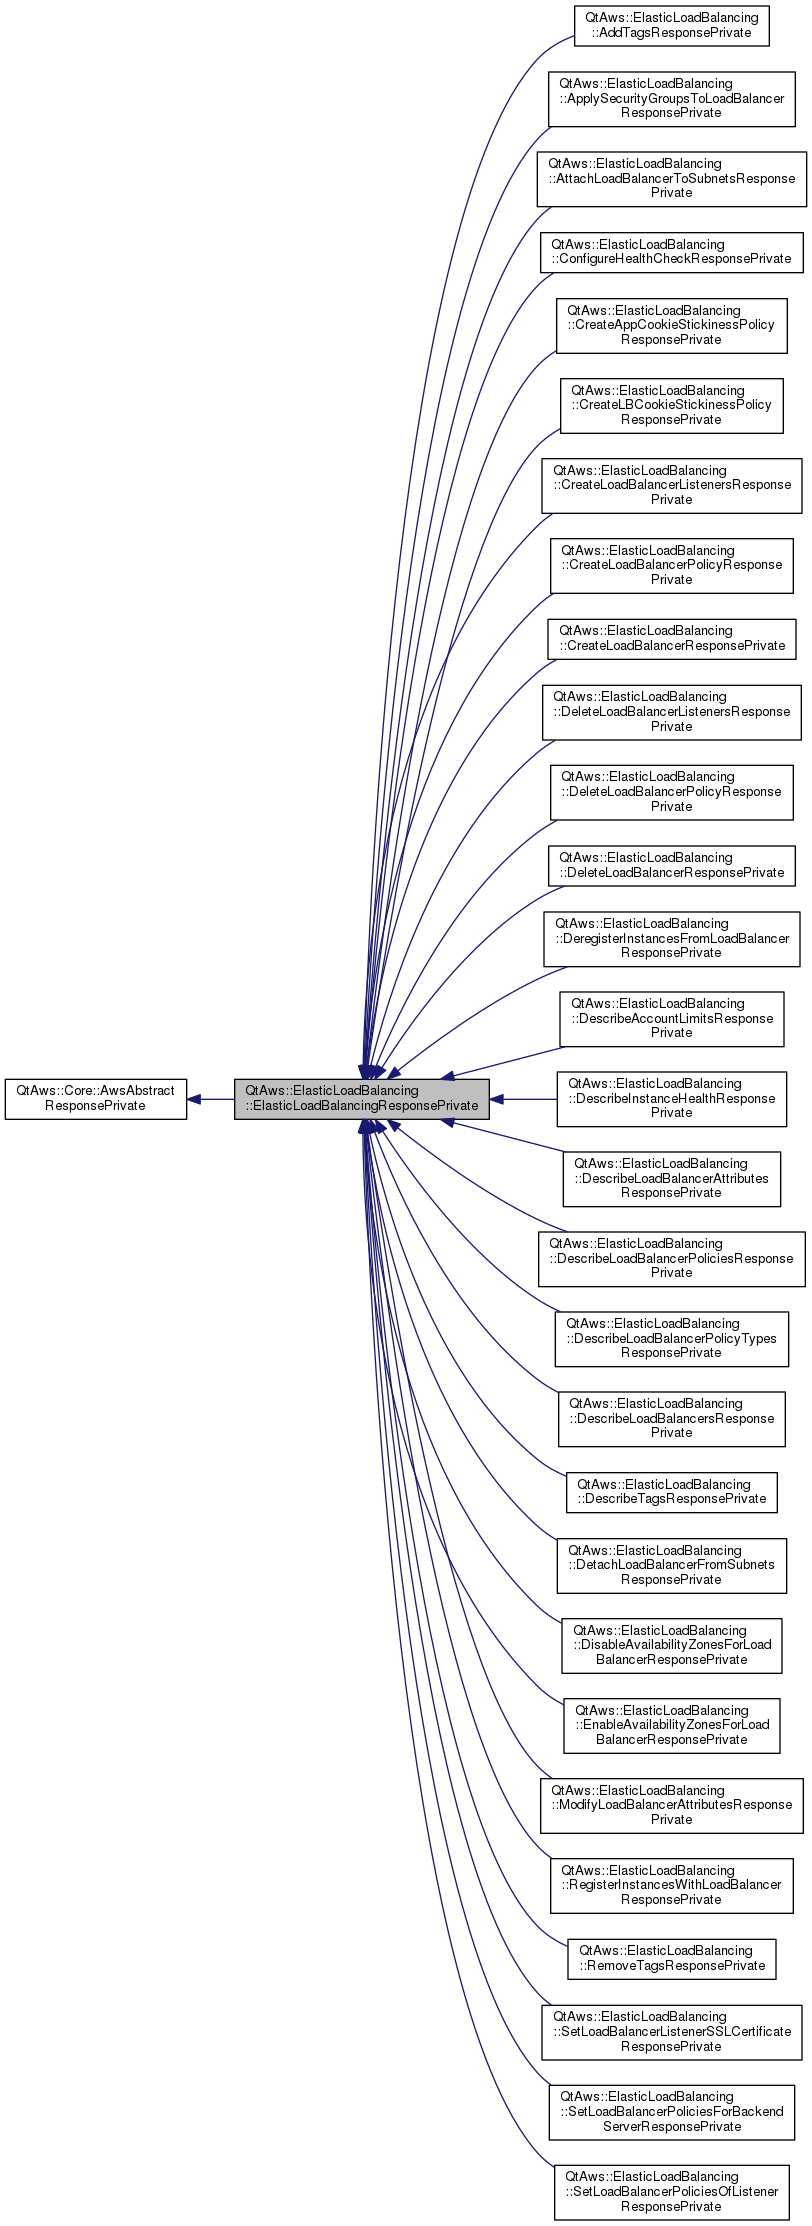 QtAws::ElasticLoadBalancing
::AddTagsResponsePrivate
QtAws::ElasticLoadBalancing
::ApplySecurityGroupsToLoadBalancer
ResponsePrivate
QtAws::ElasticLoadBalancing
::AttachLoadBalancerToSubnetsResponse
Private
QtAws::ElasticLoadBalancing
::ConfigureHealthCheckResponsePrivate
QtAws::ElasticLoadBalancing
::CreateAppCookieStickinessPolicy
ResponsePrivate
QtAws::ElasticLoadBalancing
::CreateLBCookieStickinessPolicy
ResponsePrivate
QtAws::ElasticLoadBalancing
::CreateLoadBalancerListenersResponse
Private
QtAws::ElasticLoadBalancing
::CreateLoadBalancerPolicyResponse
Private
QtAws::ElasticLoadBalancing
::CreateLoadBalancerResponsePrivate
QtAws::ElasticLoadBalancing
::DeleteLoadBalancerListenersResponse
Private
QtAws::ElasticLoadBalancing
::DeleteLoadBalancerPolicyResponse
Private
QtAws::ElasticLoadBalancing
::DeleteLoadBalancerResponsePrivate
QtAws::ElasticLoadBalancing
::DeregisterInstancesFromLoadBalancer
ResponsePrivate
QtAws::ElasticLoadBalancing
::DescribeAccountLimitsResponse
Private
QtAws::Core::AwsAbstract
ResponsePrivate
QtAws::ElasticLoadBalancing
::ElasticLoadBalancingResponsePrivate
QtAws::ElasticLoadBalancing
::DescribeInstanceHealthResponse
Private
QtAws::ElasticLoadBalancing
::DescribeLoadBalancerAttributes
ResponsePrivate
QtAws::ElasticLoadBalancing
::DescribeLoadBalancerPoliciesResponse
Private
QtAws::ElasticLoadBalancing
::DescribeLoadBalancerPolicyTypes
ResponsePrivate
QtAws::ElasticLoadBalancing
::DescribeLoadBalancersResponse
Private
QtAws::ElasticLoadBalancing
::DescribeTagsResponsePrivate
QtAws::ElasticLoadBalancing
::DetachLoadBalancerFromSubnets
ResponsePrivate
QtAws::ElasticLoadBalancing
::DisableAvailabilityZonesForLoad
BalancerResponsePrivate
QtAws::ElasticLoadBalancing
::EnableAvailabilityZonesForLoad
BalancerResponsePrivate
QtAws::ElasticLoadBalancing
::ModifyLoadBalancerAttributesResponse
Private
QtAws::ElasticLoadBalancing
::RegisterInstancesWithLoadBalancer
ResponsePrivate
QtAws::ElasticLoadBalancing
::RemoveTagsResponsePrivate
QtAws::ElasticLoadBalancing
::SetLoadBalancerListenerSSLCertificate
ResponsePrivate
QtAws::ElasticLoadBalancing
::SetLoadBalancerPoliciesForBackend
ServerResponsePrivate
QtAws::ElasticLoadBalancing
::SetLoadBalancerPoliciesOfListener
ResponsePrivate